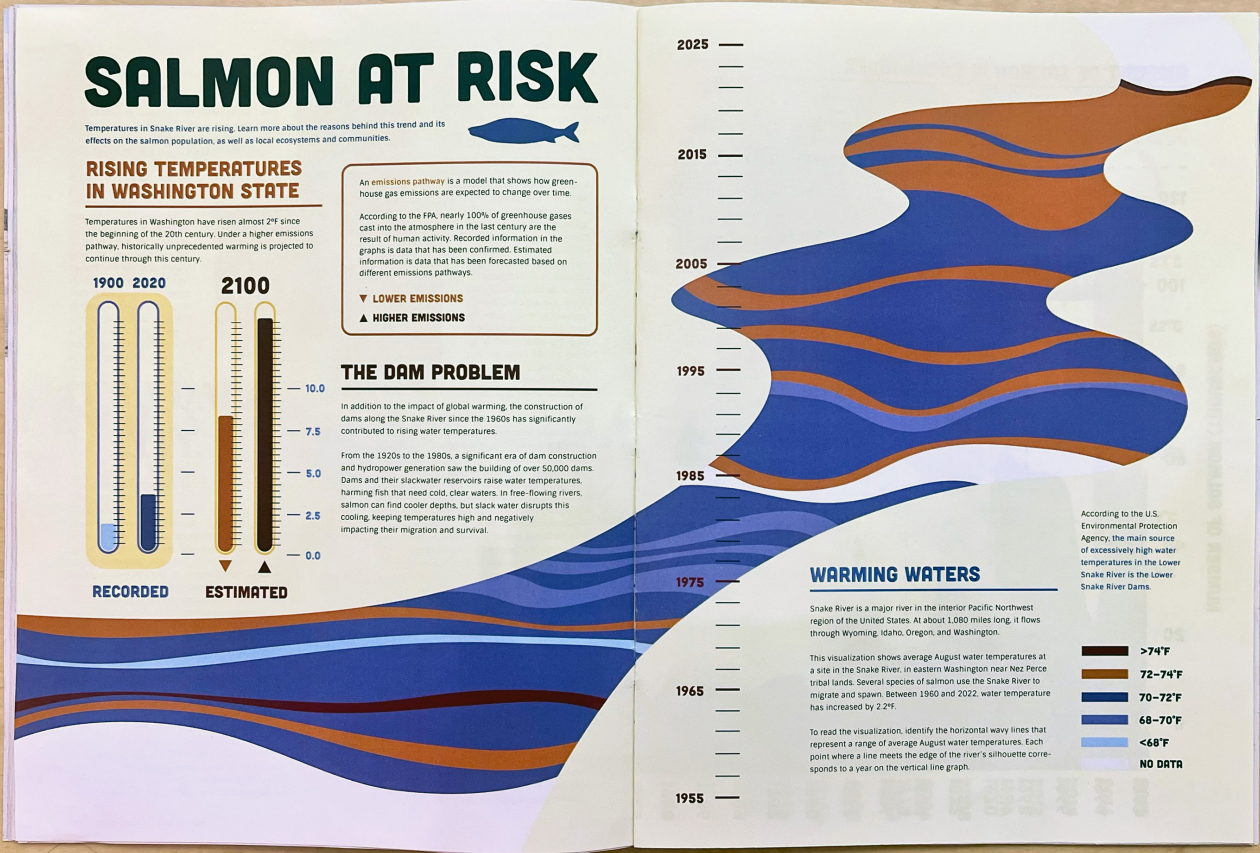 SALMON AT RISK
Temperatures in Snake River are rising. Learn more about the reasons behind this trend and its
effects on the salmon population, as well as local ecosystems and communities.
RISING TEMPERATURES
IN WASHINGTON STATE
Temperatures in Washington have risen almost 2°F since
the beginning of the 20th century. Under a higher emissions
pathway, historically unprecedented warming is projected to
continue through this century.
1900 2020 2100
10.0
7.5
5.0
2.5
0.0
RECORDED
ESTIMATED
An emissions pathway is a model that shows how green-
house gas emissions are expected to change over time.
According to the FPA, nearly 100% of greenhouse gases
cast into the atmosphere in the last century are the
result of human activity. Recorded information in the
graphs is data that has been confirmed. Estimated
information is data that has been forecasted based on
different emissions pathways.
▼ LOWER EMISSIONS
▲ HIGHER EMISSIONS
THE DAM PROBLEM
In addition to the impact of global warming, the construction of
dams along the Snake River since the 1960s has significantly
contributed to rising water temperatures.
From the 1920s to the 1980s, a significant era of dam construction
and hydropower generation saw the building of over 50,000 dams.
Dams and their slackwater reservoirs raise water temperatures,
harming fish that need cold, clear waters. In free-flowing rivers,
salmon can find cooler depths, but slack water disrupts this
cooling, keeping temperatures high and negatively
impacting their migration and survival.
2025
2015
2005
1995
1985
1975
1965
1955
WARMING WATERS
Snake River is a major river in the interior Pacific Northwest
region of the United States. At about 1,080 miles long, it flows
through Wyoming, Idaho, Oregon, and Washington.
This visualization shows average August water temperatures at
a site in the Snake River, in eastern Washington near Nez Perce
tribal lands. Several species of salmon use the Snake River to
migrate and spawn. Between 1960 and 2022, water temperature
has increased by 2.2°F.
To read the visualization, identify the horizontal wavy lines that
represent a range of average August water temperatures. Each
point where a line meets the edge of the river's silhouette corre-
sponds to a year on the vertical line graph.
According to the U.S.
Environmental Protection
Agency, the main source
of excessively high water
temperatures in the Lower
Snake River is the Lower
Snake River Dams.
>74°F
72–74°F
70–72°F
68–70°F
<68°F
NO DATA